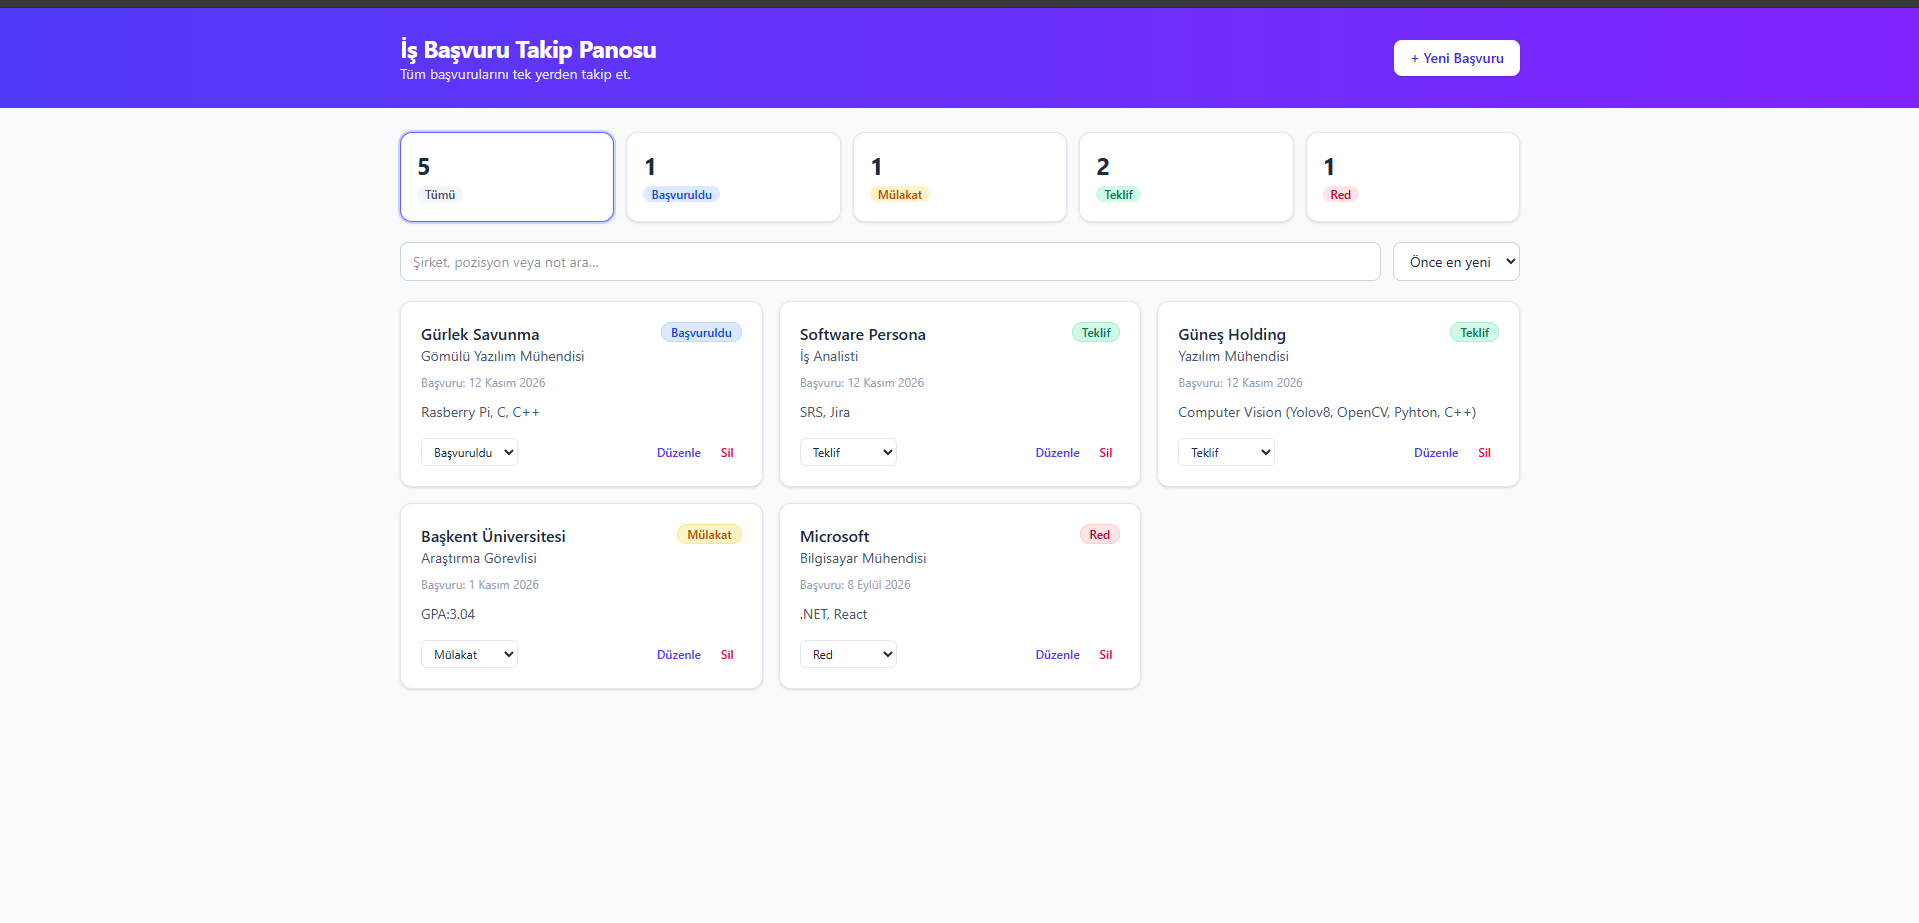 İş Başvuru Takip Panosu
Tüm başvurularını tek yerden takip et.
+ Yeni Başvuru
5
Tümü
1
Başvuruldu
1
Mülakat
2
Teklif
1
Red
Şirket, pozisyon veya not ara...
Önce en yeni
Gürlek Savunma
Başvuruldu
Gömülü Yazılım Mühendisi
Başvuru: 12 Kasım 2026
Rasberry Pi, C, C++
Başvuruldu
Düzenle
Sil
Software Persona
Teklif
İş Analisti
Başvuru: 12 Kasım 2026
SRS, Jira
Teklif
Düzenle
Sil
Güneş Holding
Teklif
Yazılım Mühendisi
Başvuru: 12 Kasım 2026
Computer Vision (Yolov8, OpenCV, Pyhton, C++)
Teklif
Düzenle
Sil
Başkent Üniversitesi
Mülakat
Araştırma Görevlisi
Başvuru: 1 Kasım 2026
GPA:3.04
Mülakat
Düzenle
Sil
Microsoft
Red
Bilgisayar Mühendisi
Başvuru: 8 Eylül 2026
.NET, React
Red
Düzenle
Sil